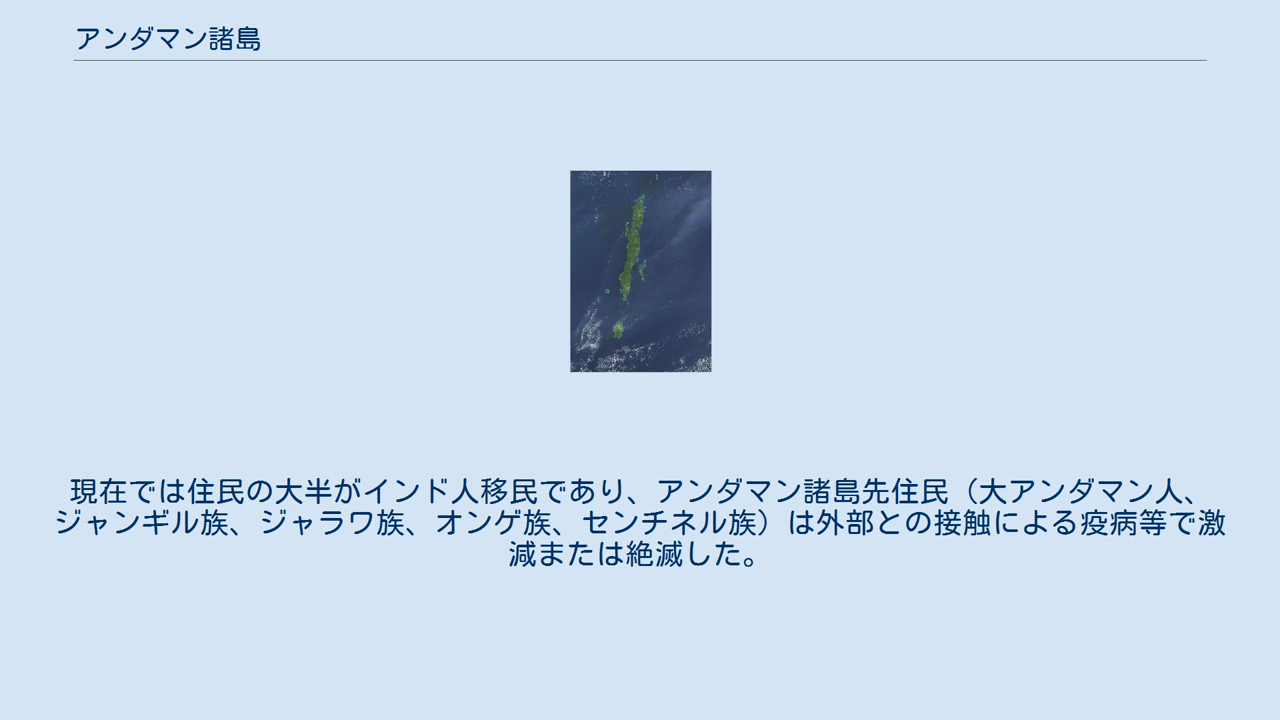 アンダマン諸島
現在では住民の大半がインド人移民であり、アンダマン諸島先住民（大アンダマン人、
ジャンギル族、ジャラワ族、オンゲ族、センチネル族）は外部との接触による疫病等で激
減または絶滅した。